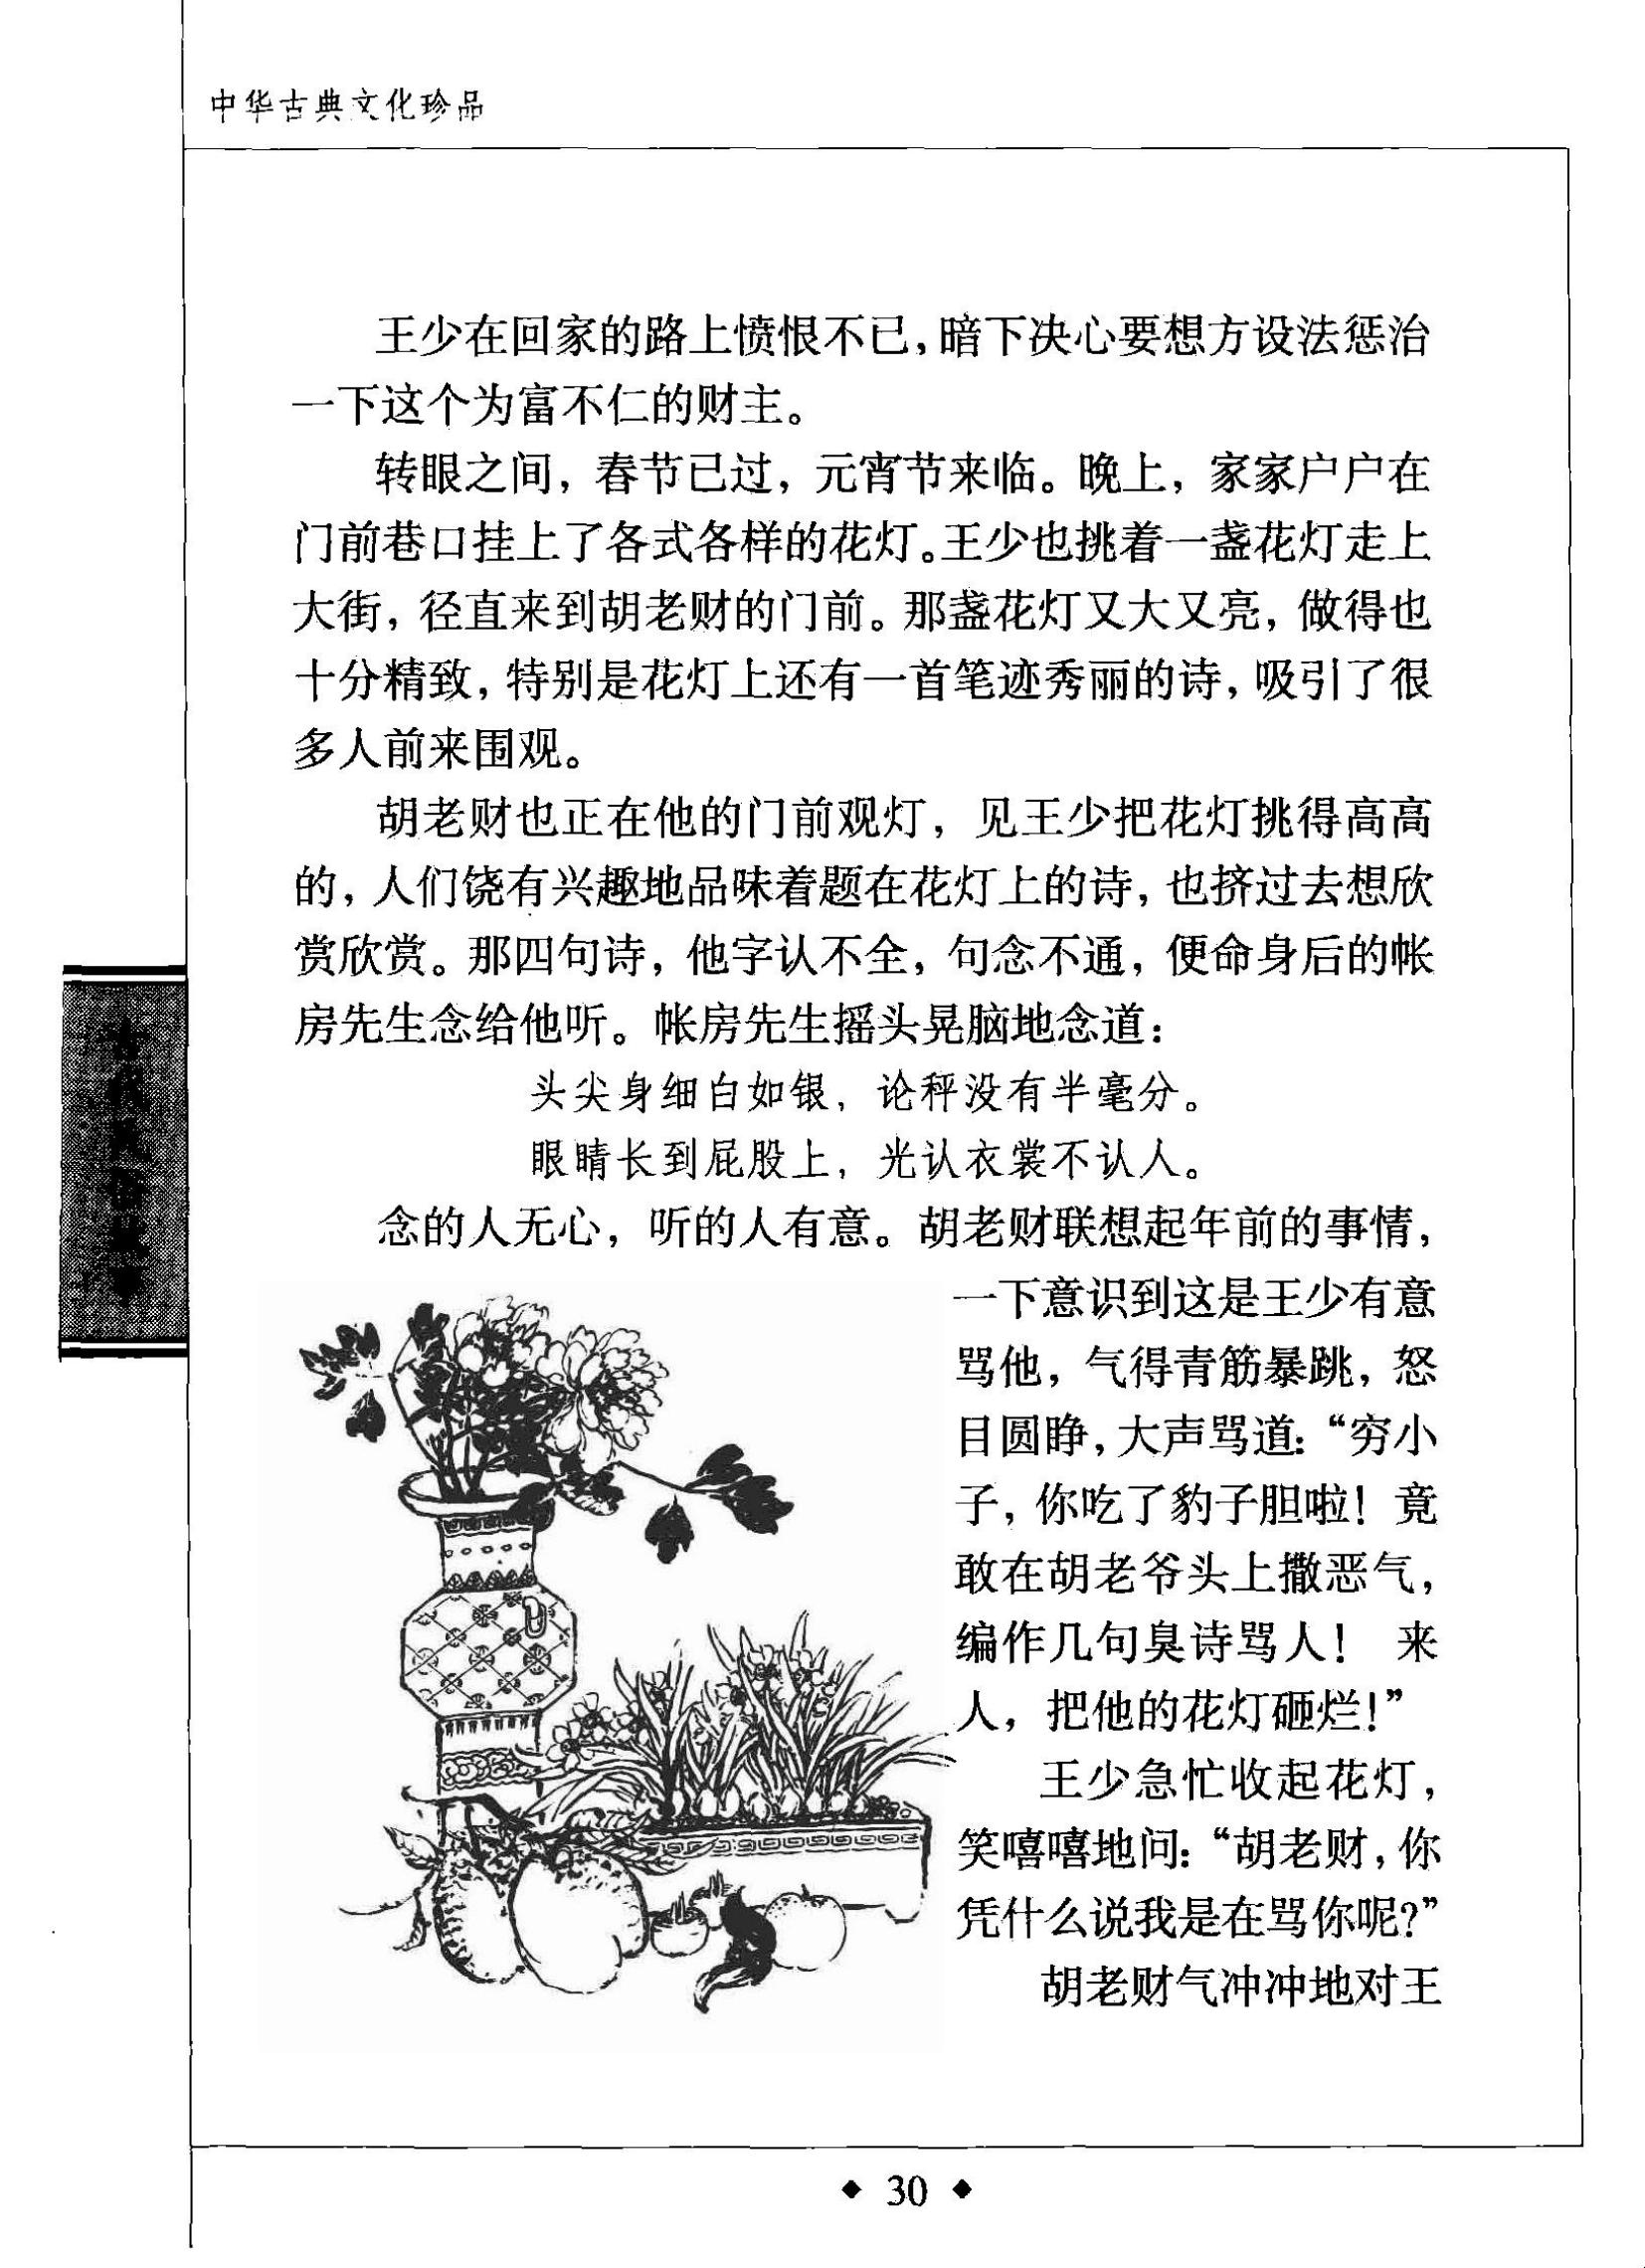 中华古典文化珍品
王少在回家的路上愤恨不已，暗下决心要想方设法惩治
一下这个为富不仁的财主。
转眼之间，春节已过，元宵节来临。晚上，家家户户在
门前巷口挂上了各式各样的花灯。王少也挑着一盏花灯走上
大街，径直来到胡老财的门前。那盏花灯又大又亮，做得也
十分精致，特别是花灯上还有一首笔迹秀丽的诗，吸引了很
多人前来围观。
胡老财也正在他的门前观灯，见王少把花灯挑得高高
的，人们饶有兴趣地品味着题在花灯上的诗，也挤过去想欣
赏欣赏。那四句诗，他字认不全，句念不通，便命身后的帐
房先生念给他听。帐房先生摇头晃脑地念道：
头尖身细白如银，论秤没有半毫分。
眼睛长到屁股上，光认衣裳不认人。
念的人无心，听的人有意。胡老财联想起年前的事情，
一下意识到这是王少有意
骂他，气得青筋暴跳，怒
目圆睁，大声骂道：“穷小
子，你吃了豹子胆啦！竟
敢在胡老爷头上撒恶气，
编作几句臭诗骂人！来
人，把他的花灯砸烂！”
王少急忙收起花灯，
笑嘻嘻地问：“胡老财，你
凭什么说我是在骂你呢？”
胡老财气冲冲地对王
30